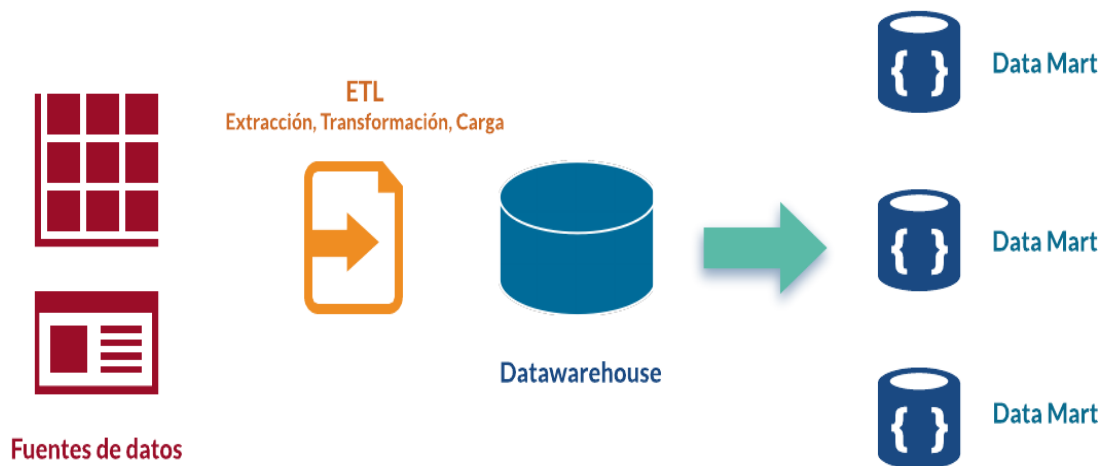 Fuentes de datos
ETL
Extracción, Transformación, Carga
Datawarehouse
{ } Data Mart
{ } Data Mart
{ } Data Mart